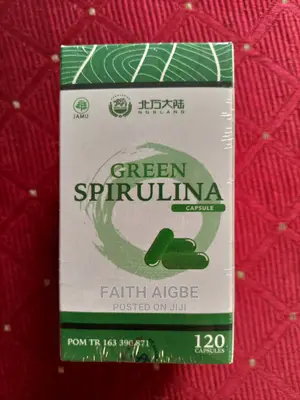 JAMU
北方大陆
NNBLAND
GREEN
SPIRULINA
CAPSULE
FAITH AIGBE
POSTED ON JIJI
POM TR 163 390 871
120
CAPSULES